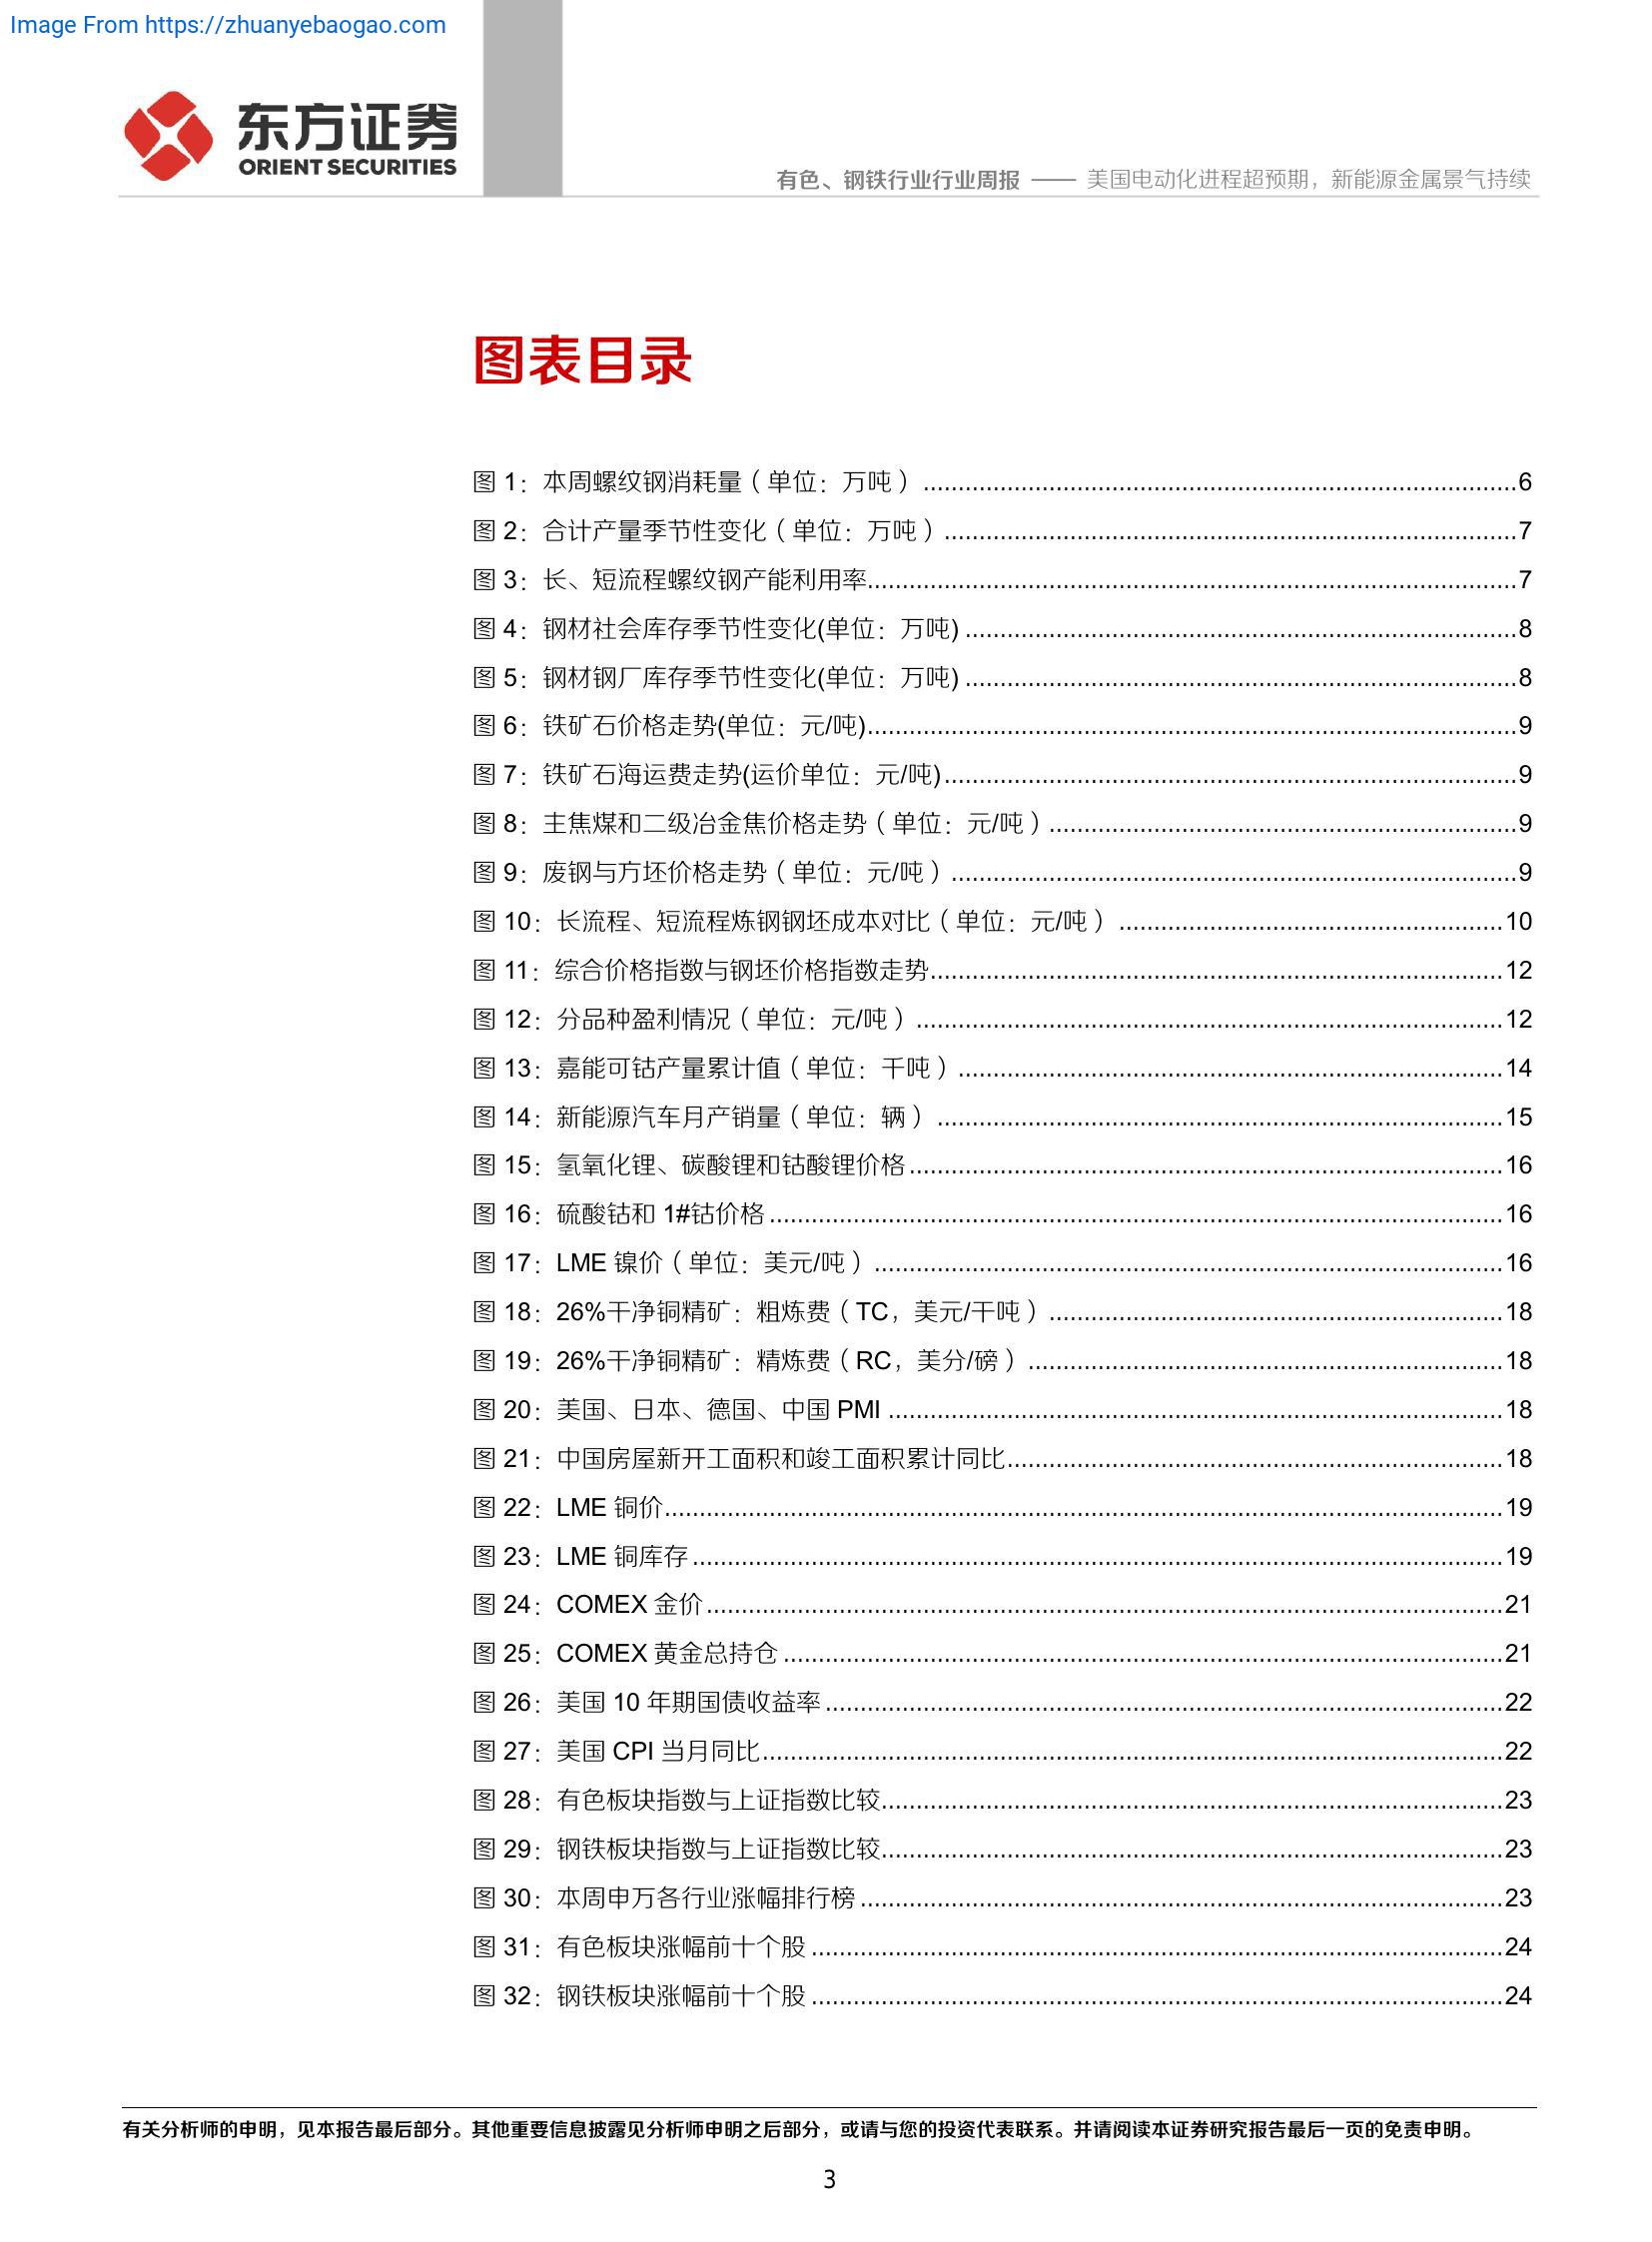 Image From https://zhuanyebaogao.com
东方证券
ORIENT SECURITIES
有色、钢铁行业行业周报 —— 美国电动化进程超预期，新能源金属景气持续
图表目录
图 1：本周螺纹钢消耗量（单位：万吨）..........6
图 2：合计产量季节性变化（单位：万吨）..........7
图 3：长、短流程螺纹钢产能利用率..........7
图 4：钢材社会库存季节性变化(单位：万吨)..........8
图 5：钢材钢厂库存季节性变化(单位：万吨)..........8
图 6：铁矿石价格走势(单位：元/吨)..........9
图 7：铁矿石海运费走势(运价单位：元/吨)..........9
图 8：主焦煤和二级冶金焦价格走势（单位：元/吨）..........9
图 9：废钢与方坯价格走势（单位：元/吨）..........9
图 10：长流程、短流程炼钢钢坯成本对比（单位：元/吨）..........10
图 11：综合价格指数与钢坯价格指数走势..........12
图 12：分品种盈利情况（单位：元/吨）..........12
图 13：嘉能可钴产量累计值（单位：千吨）..........14
图 14：新能源汽车月产销量（单位：辆）..........15
图 15：氢氧化锂、碳酸锂和钴酸锂价格..........16
图 16：硫酸钴和 1#钴价格..........16
图 17：LME 镍价（单位：美元/吨）..........16
图 18：26%干净铜精矿：粗炼费（TC，美元/干吨）..........18
图 19：26%干净铜精矿：精炼费（RC，美分/磅）..........18
图 20：美国、日本、德国、中国 PMI..........18
图 21：中国房屋新开工面积和竣工面积累计同比..........18
图 22：LME 铜价..........19
图 23：LME 铜库存..........19
图 24：COMEX 金价..........21
图 25：COMEX 黄金总持仓..........21
图 26：美国 10 年期国债收益率..........22
图 27：美国 CPI 当月同比..........22
图 28：有色板块指数与上证指数比较..........23
图 29：钢铁板块指数与上证指数比较..........23
图 30：本周申万各行业涨幅排行榜..........23
图 31：有色板块涨幅前十个股..........24
图 32：钢铁板块涨幅前十个股..........24
有关分析师的申明，见本报告最后部分。其他重要信息披露见分析师申明之后部分，或请与您的投资代表联系。并请阅读本证券研究报告最后一页的免责申明。
3